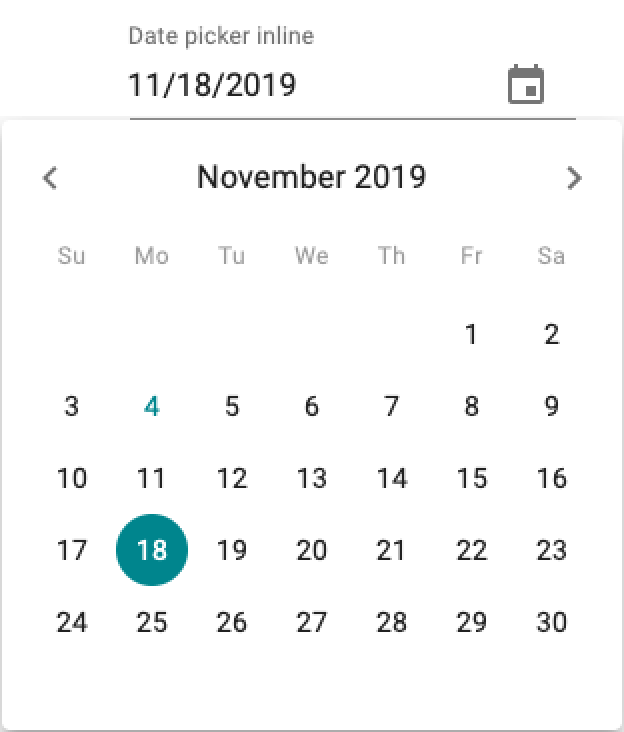 Date picker inline
11/18/2019
November 2019
Su Mo Tu We Th Fr Sa
1 2
3 4 5 6 7 8 9
10 11 12 13 14 15 16
17 18 19 20 21 22 23
24 25 26 27 28 29 30